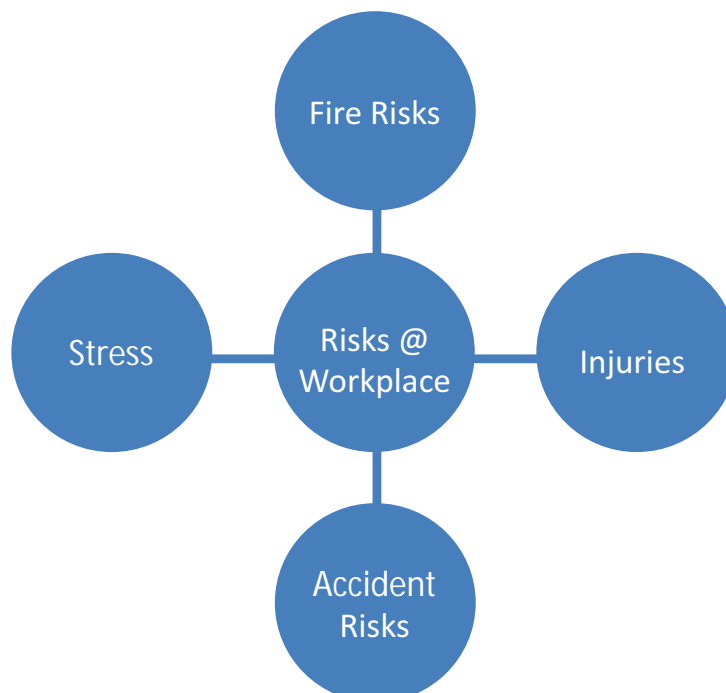 Fire Risks
Stress
Risks @
Workplace
Injuries
Accident
Risks